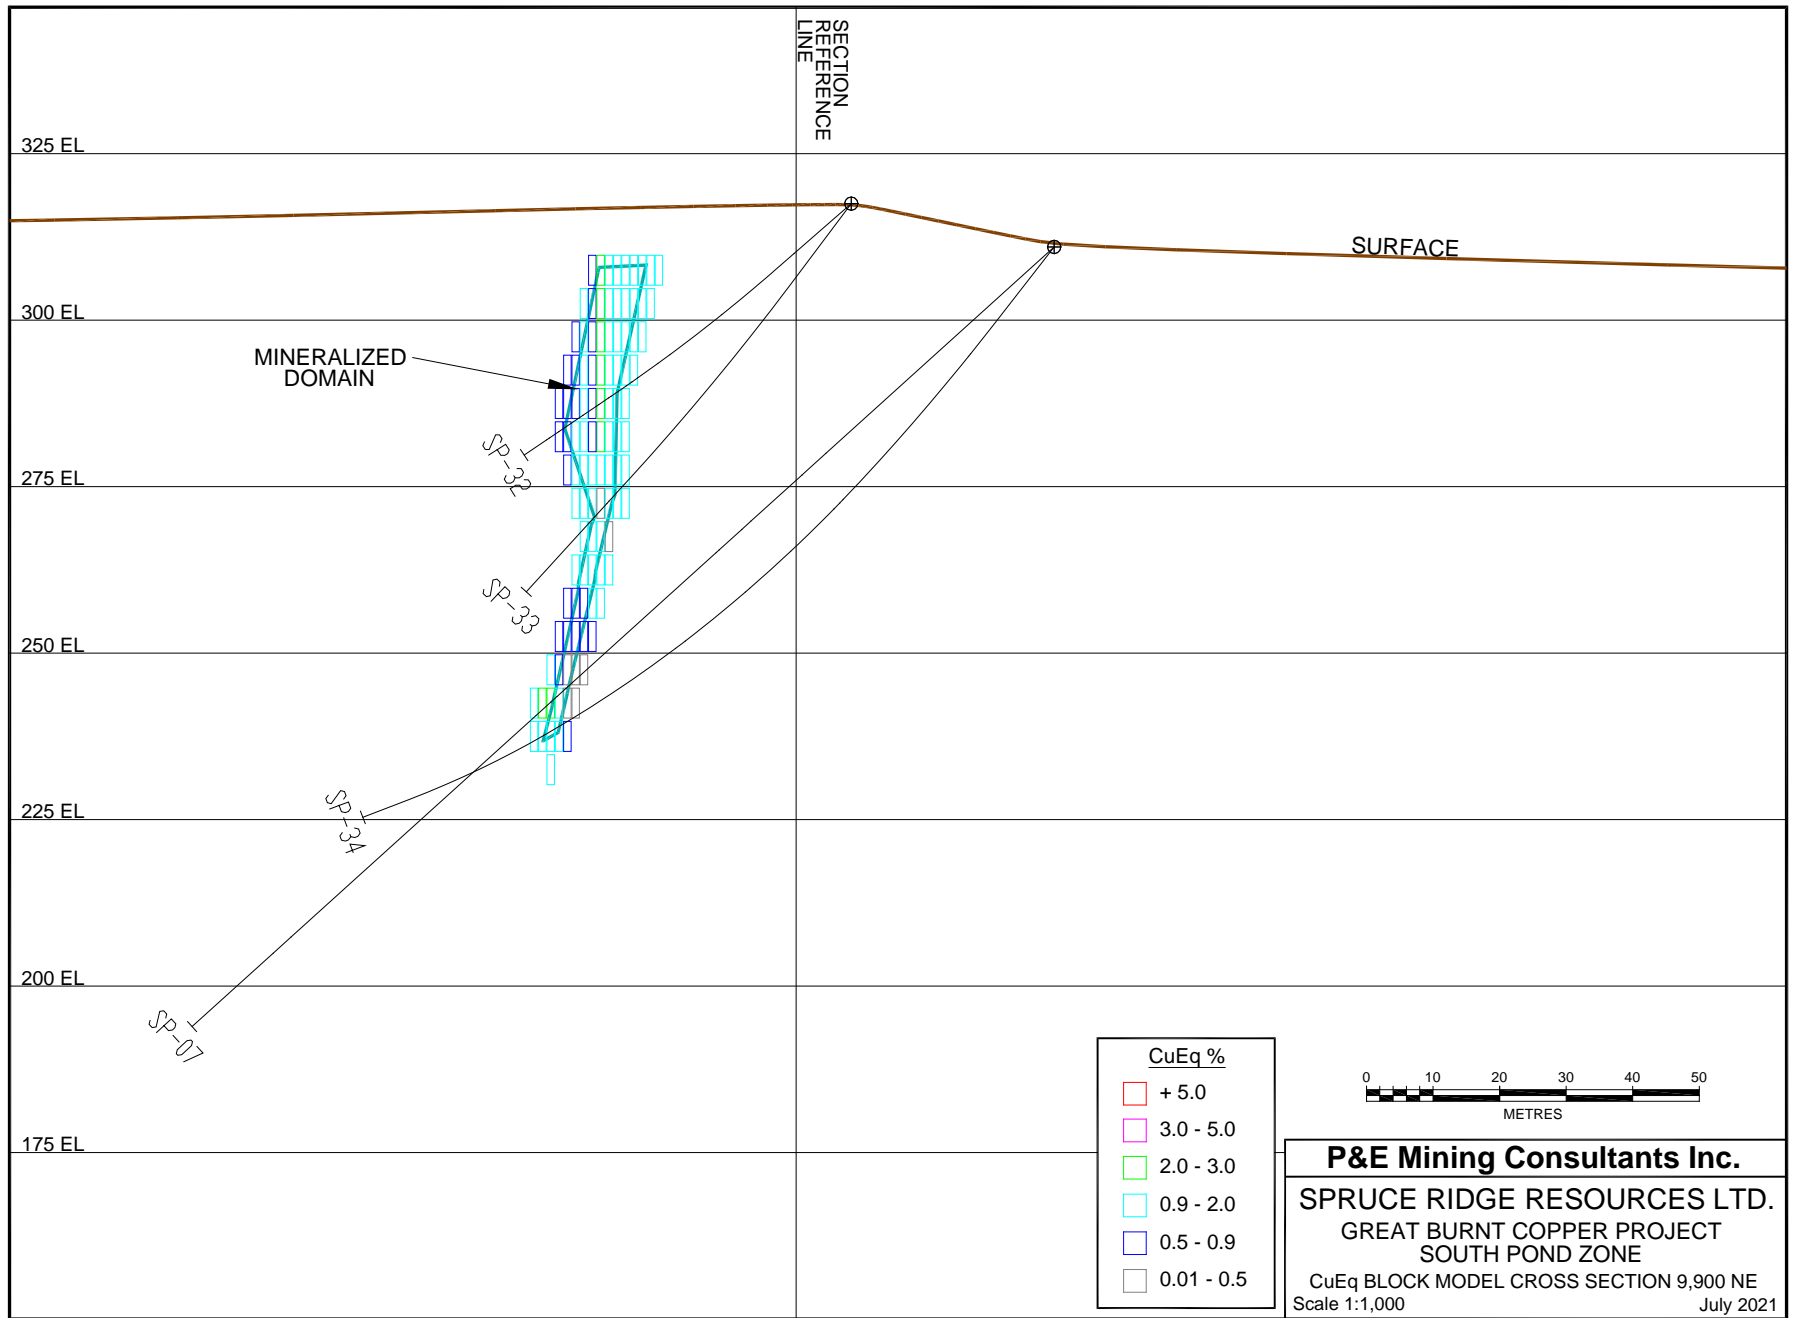 SECTION
REFERENCE
LINE
325 EL
SURFACE
300 EL
MINERALIZED
DOMAIN
SP-32
275 EL
SP-33
250 EL
SP-34
225 EL
200 EL
SP-07
175 EL
CuEq %
+ 5.0
3.0 - 5.0
2.0 - 3.0
0.9 - 2.0
0.5 - 0.9
0.01 - 0.5
0 10 20 30 40 50
METRES
P&E Mining Consultants Inc.
SPRUCE RIDGE RESOURCES LTD.
GREAT BURNT COPPER PROJECT
SOUTH POND ZONE
CuEq BLOCK MODEL CROSS SECTION 9,900 NE
Scale 1:1,000 July 2021